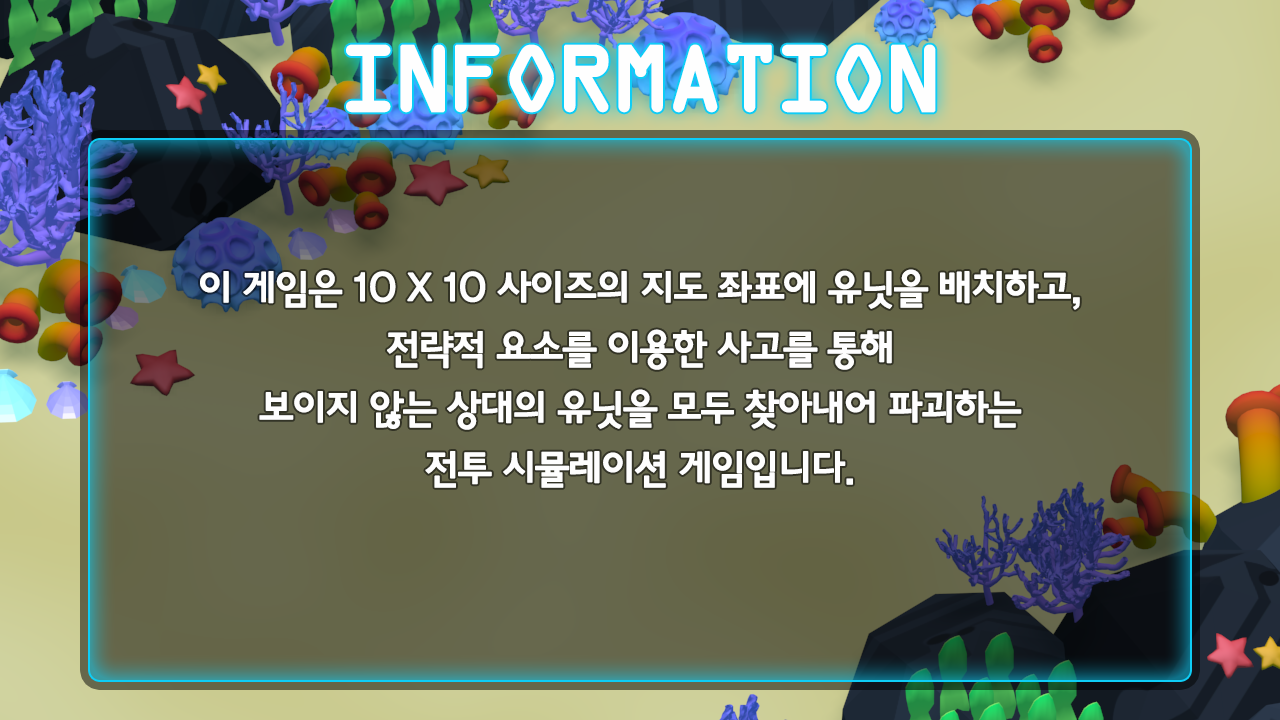 INFORMATION
이 게임은 10 X 10 사이즈의 지도 좌표에 유닛을 배치하고,
전략적 요소를 이용한 사고를 통해
보이지 않는 상대의 유닛을 모두 찾아내어 파괴하는
전투 시뮬레이션 게임입니다.